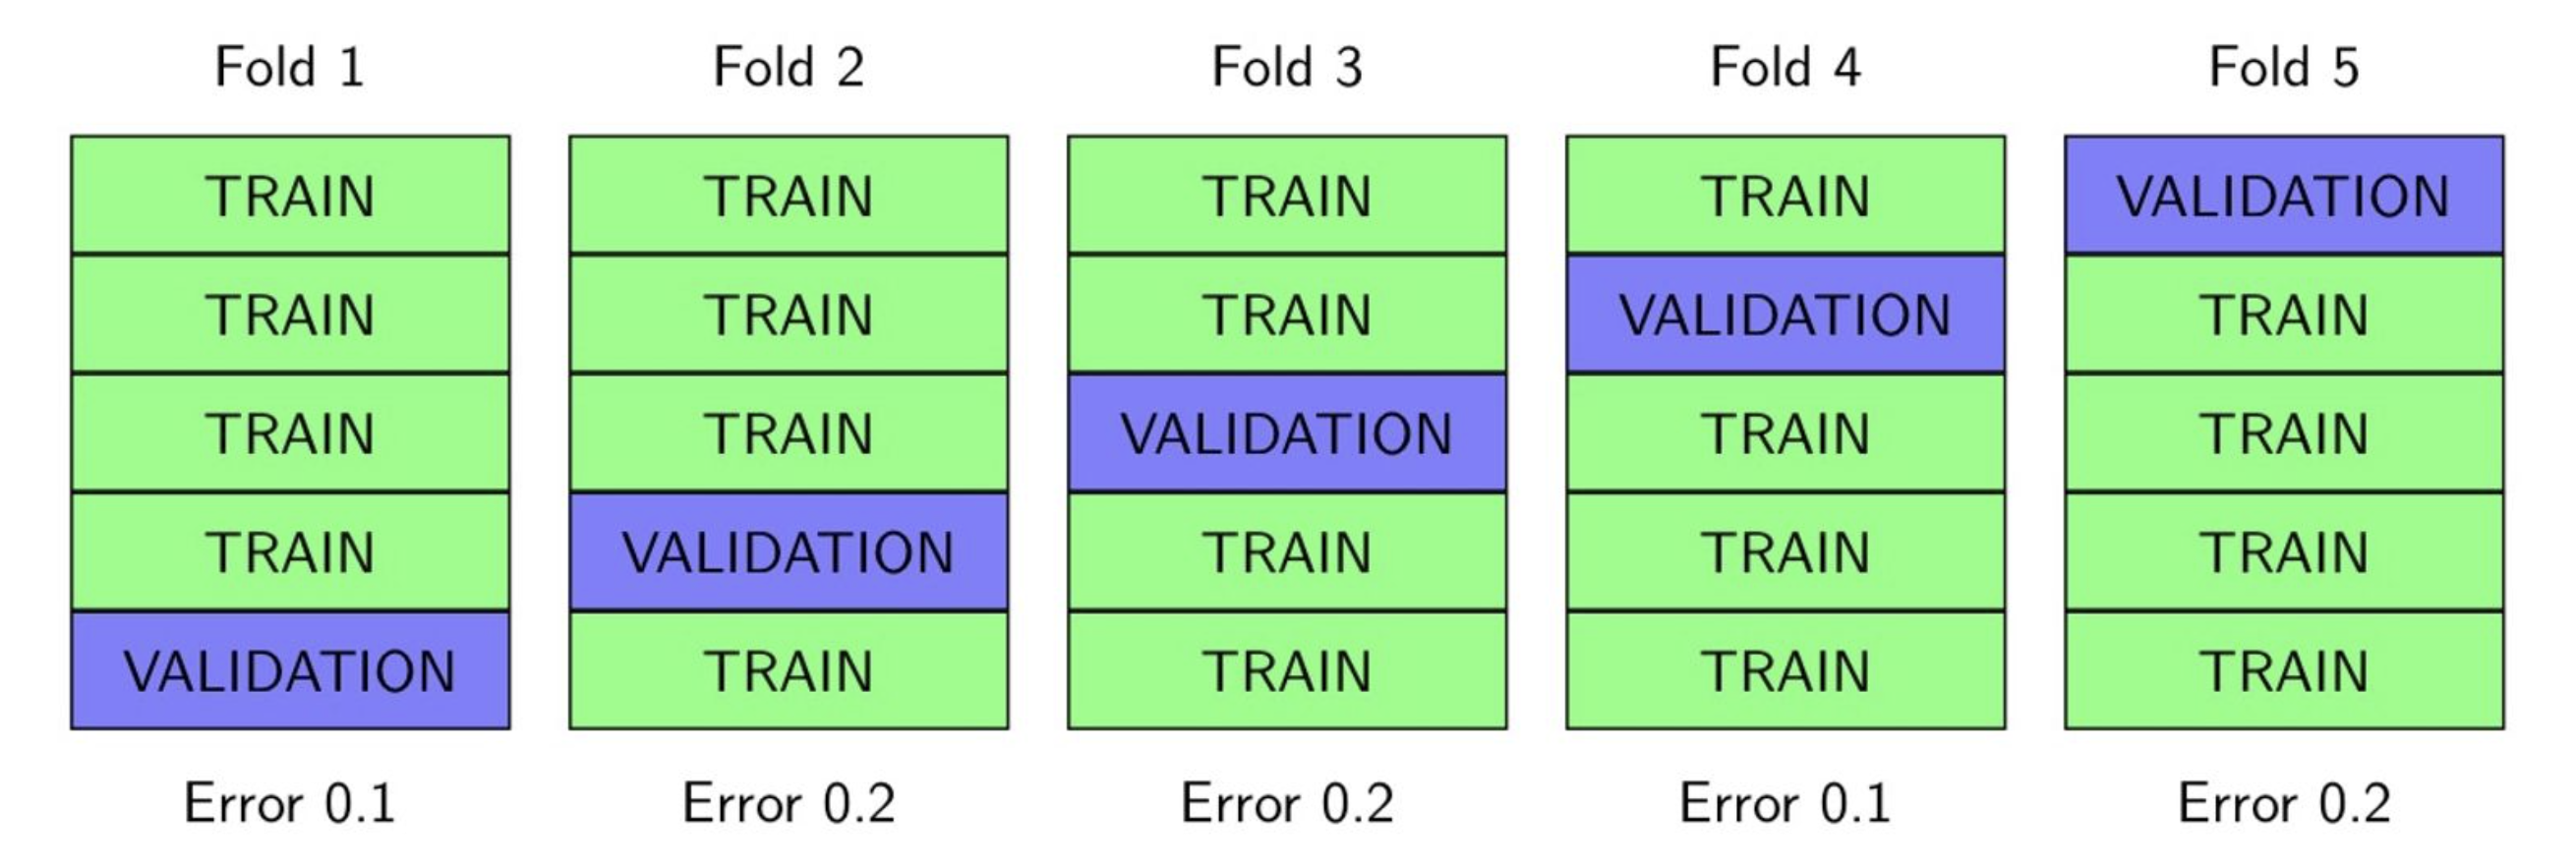 Fold 1 Fold 2 Fold 3 Fold 4 Fold 5
TRAIN TRAIN TRAIN TRAIN VALIDATION
TRAIN TRAIN TRAIN VALIDATION TRAIN
TRAIN TRAIN VALIDATION TRAIN TRAIN
TRAIN VALIDATION TRAIN TRAIN TRAIN
VALIDATION TRAIN TRAIN TRAIN TRAIN
Error 0.1 Error 0.2 Error 0.2 Error 0.1 Error 0.2